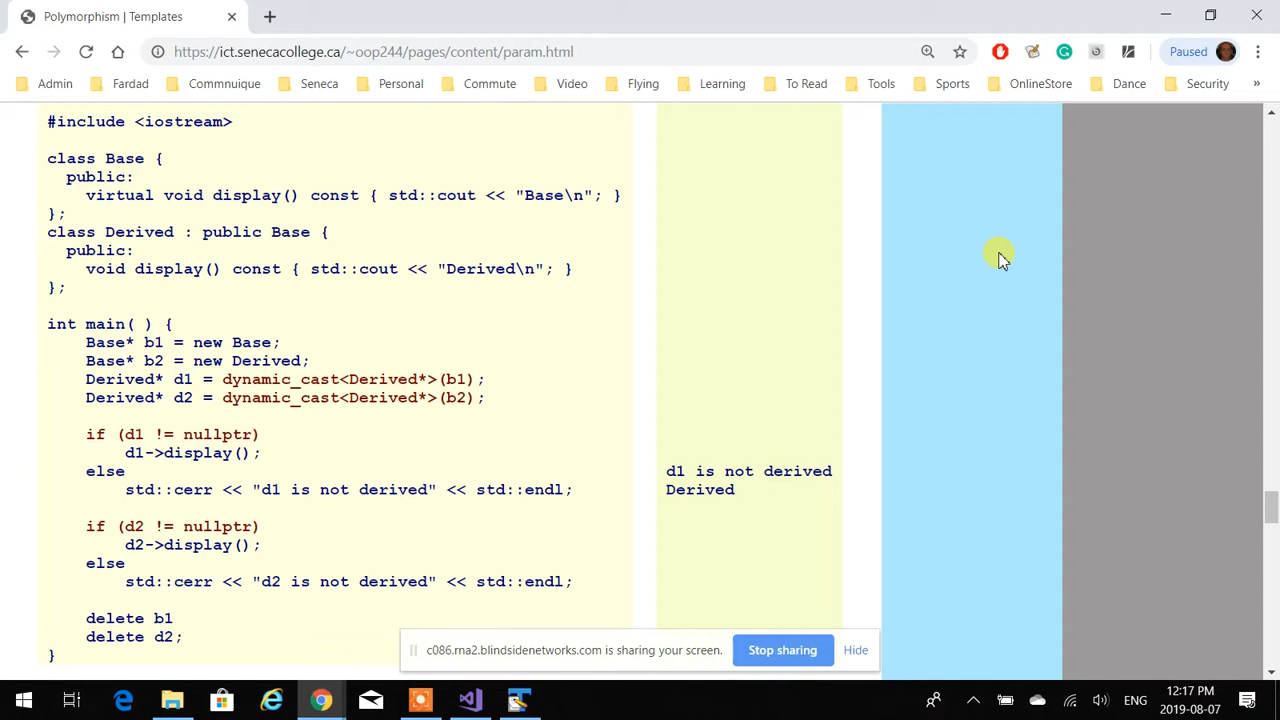 Polymorphism | Templates
https://ict.senecacollege.ca/~oop244/pages/content/param.html
Paused
Admin Fardad Commnuique Seneca Personal Commute Video Flying Learning To Read Tools Sports OnlineStore Dance Security »
#include <iostream>
class Base {
public:
virtual void display() const { std::cout << "Base\n"; }
};
class Derived : public Base {
public:
void display() const { std::cout << "Derived\n"; }
};
int main( ) {
Base* b1 = new Base;
Base* b2 = new Derived;
Derived* d1 = dynamic_cast<Derived*>(b1);
Derived* d2 = dynamic_cast<Derived*>(b2);
if (d1 != nullptr)
d1->display();
else
std::cerr << "d1 is not derived" << std::endl;
if (d2 != nullptr)
d2->display();
else
std::cerr << "d2 is not derived" << std::endl;
delete b1
delete d2;
}
d1 is not derived
Derived
c086.rna2.blindsidenetworks.com is sharing your screen. Stop sharing Hide
ENG
12:17 PM
2019-08-07